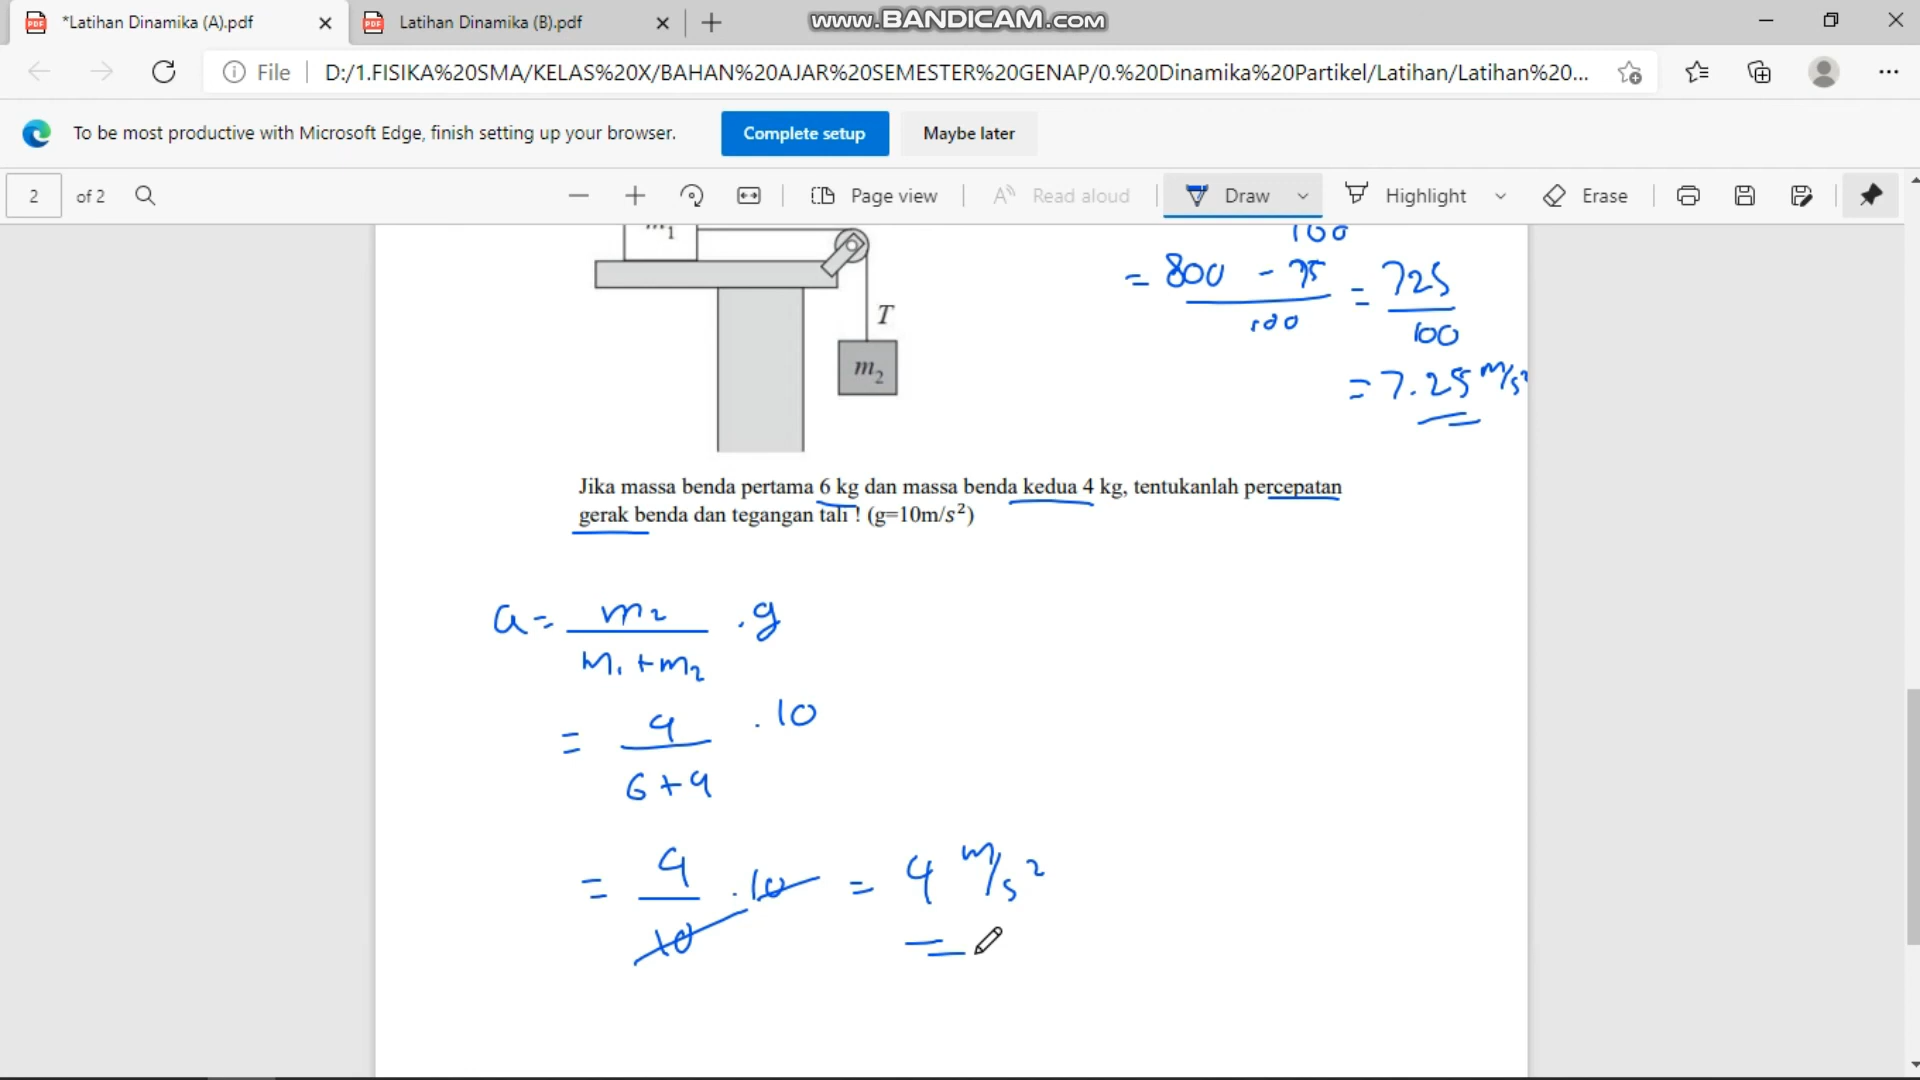 *Latihan Dinamika (A).pdf
Latihan Dinamika (B).pdf
www.BANDICAM.com
File
D:/1.FISIKA%20SMA/KELAS%20X/BAHAN%20AJAR%20SEMESTER%20GENAP/0.%20Dinamika%20Partikel/Latihan/Latihan%20...
To be most productive with Microsoft Edge, finish setting up your browser.
Complete setup
Maybe later
2 of 2
Page view
Read aloud
Draw
Highlight
Erase
m₁
T
m₂
100
= 800 - 75 / 100 = 725 / 100
= 7.25 m/s²
Jika massa benda pertama 6 kg dan massa benda kedua 4 kg, tentukanlah percepatan
gerak benda dan tegangan tali ! (g=10m/s²)
a = m₂ / m₁ + m₂ . g
= 4 / 6+4 . 10
= 4 / 10 . 10 = 4 m/s²